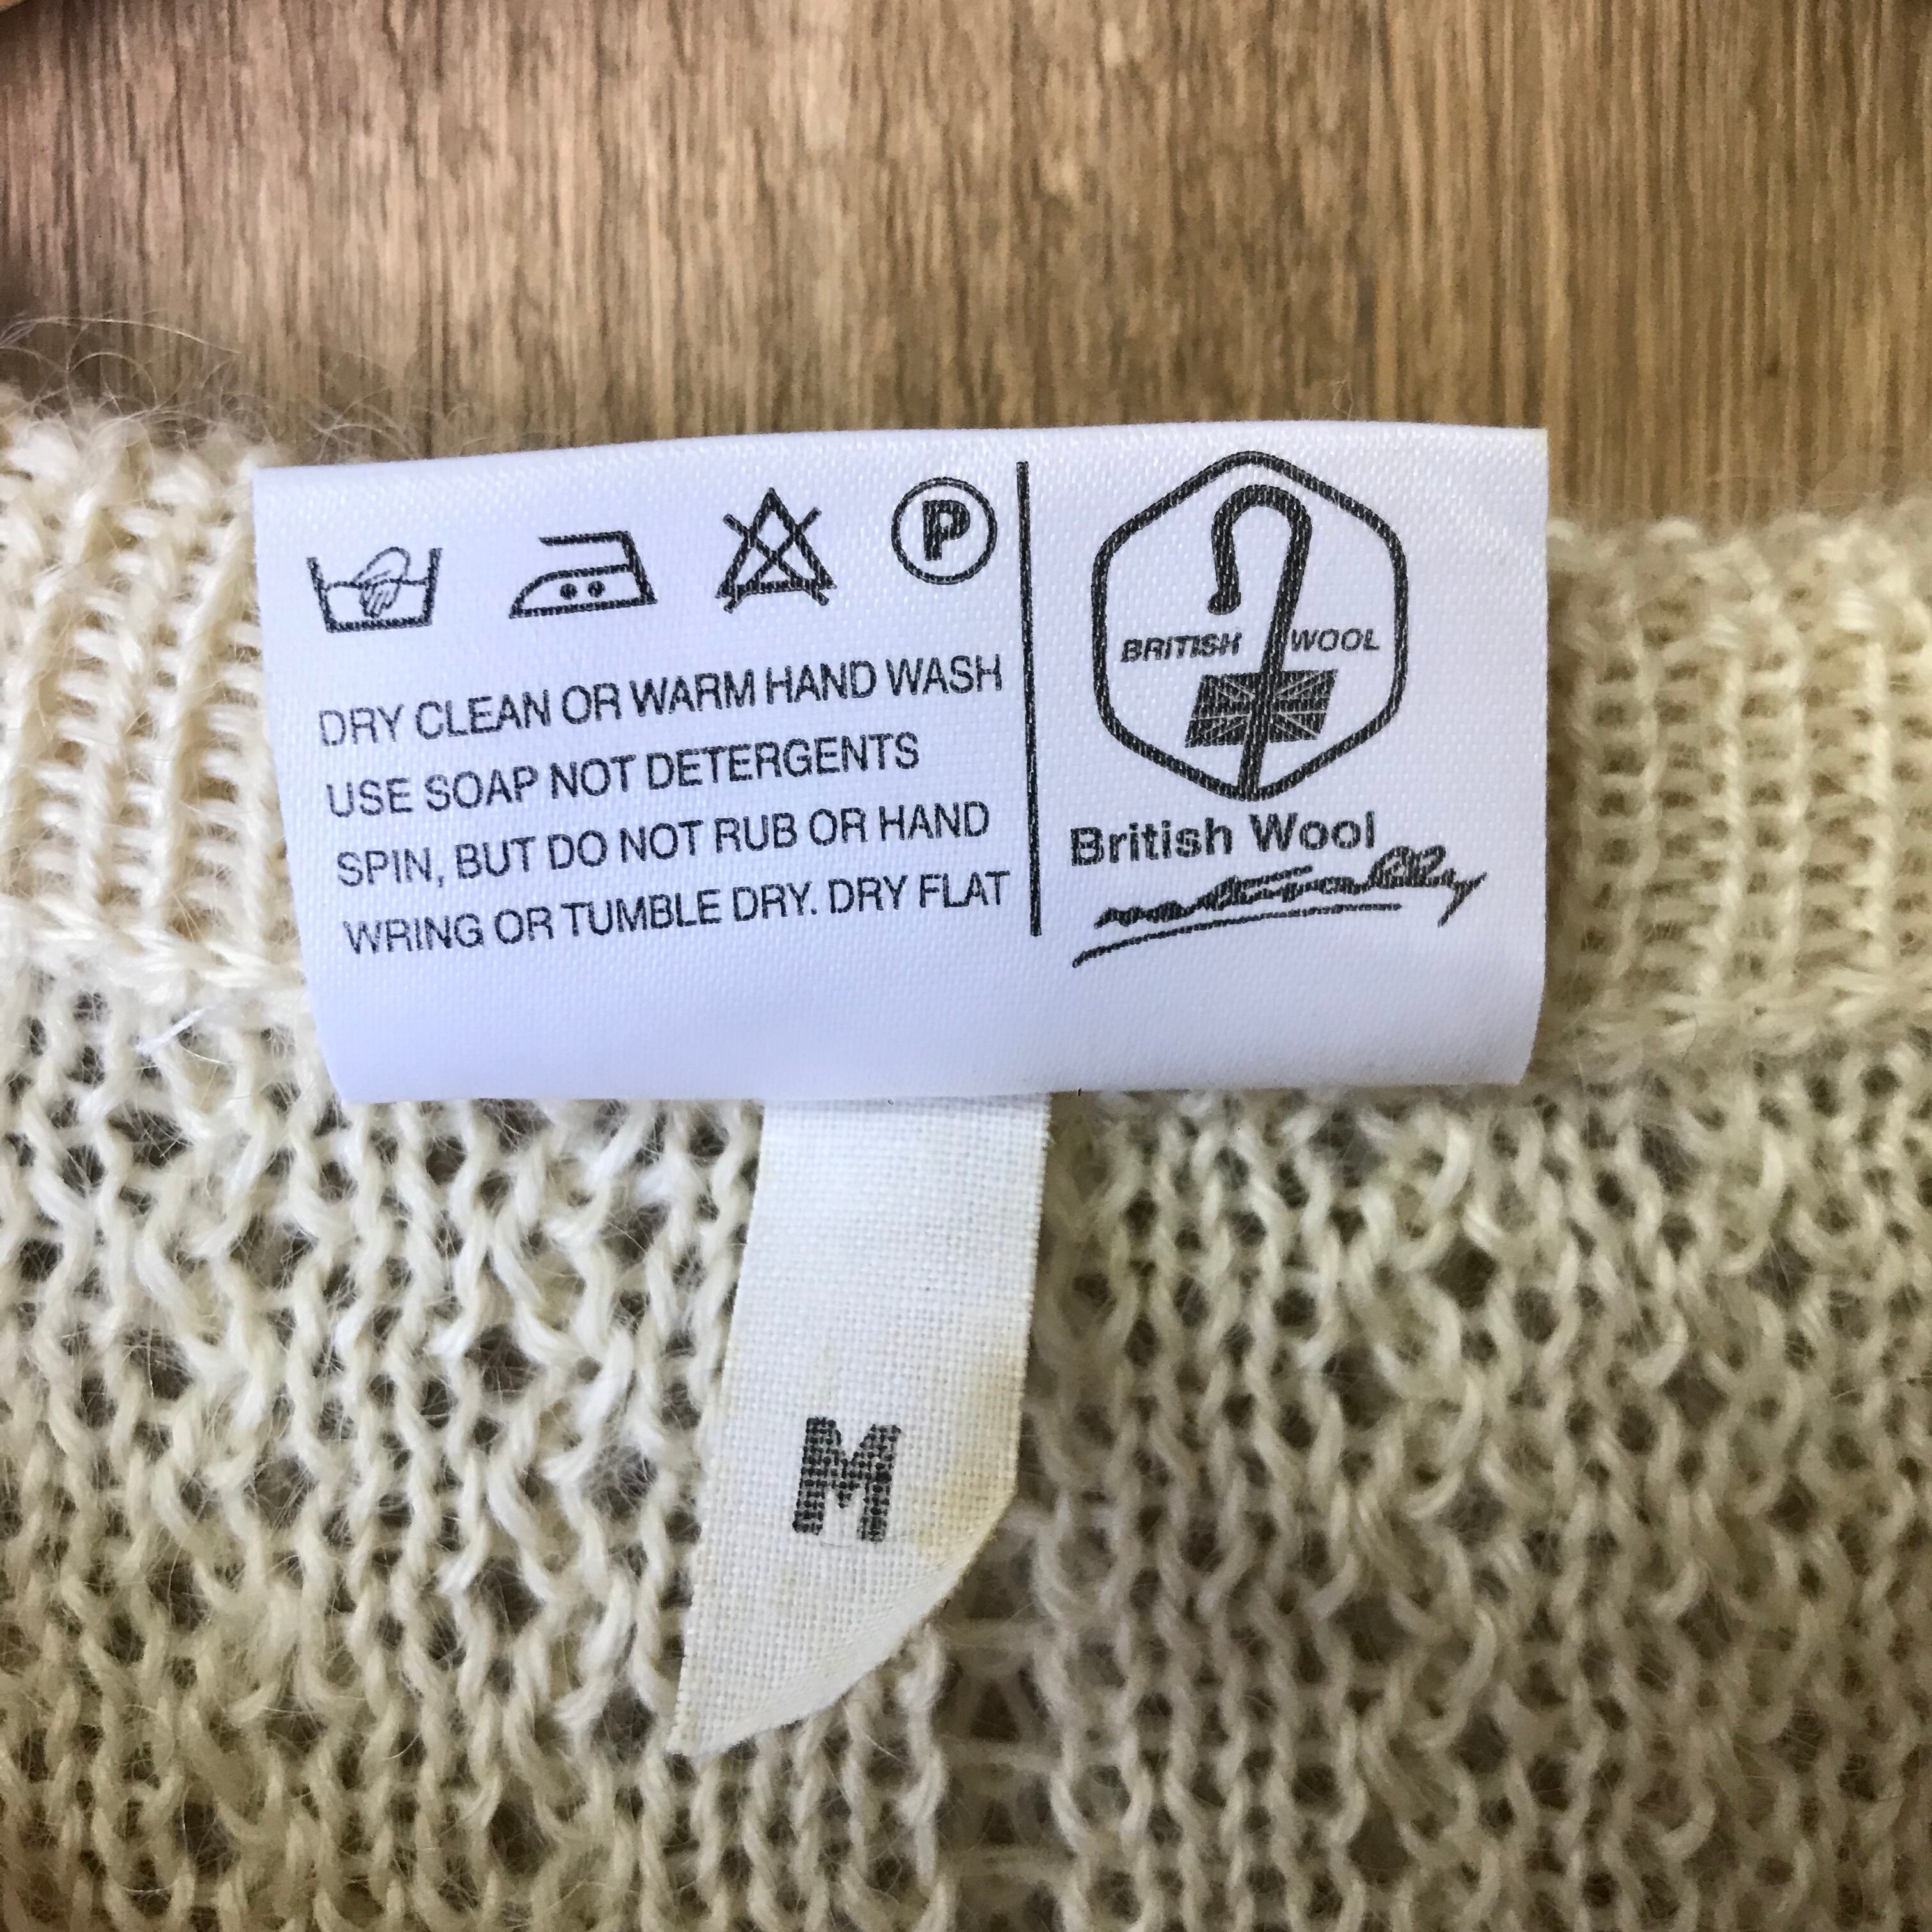 P
DRY CLEAN OR WARM HAND WASH
USE SOAP NOT DETERGENTS
SPIN, BUT DO NOT RUB OR HAND
WRING OR TUMBLE DRY. DRY FLAT
BRITISH WOOL
British Wool
naturally
M